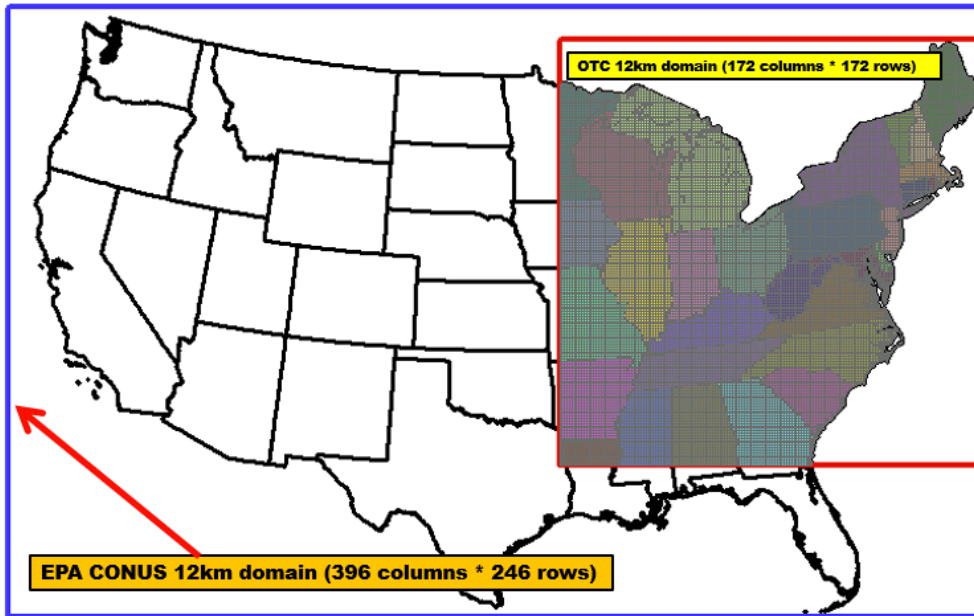 OTC 12km domain (172 columns * 172 rows)
EPA CONUS 12km domain (396 columns * 246 rows)